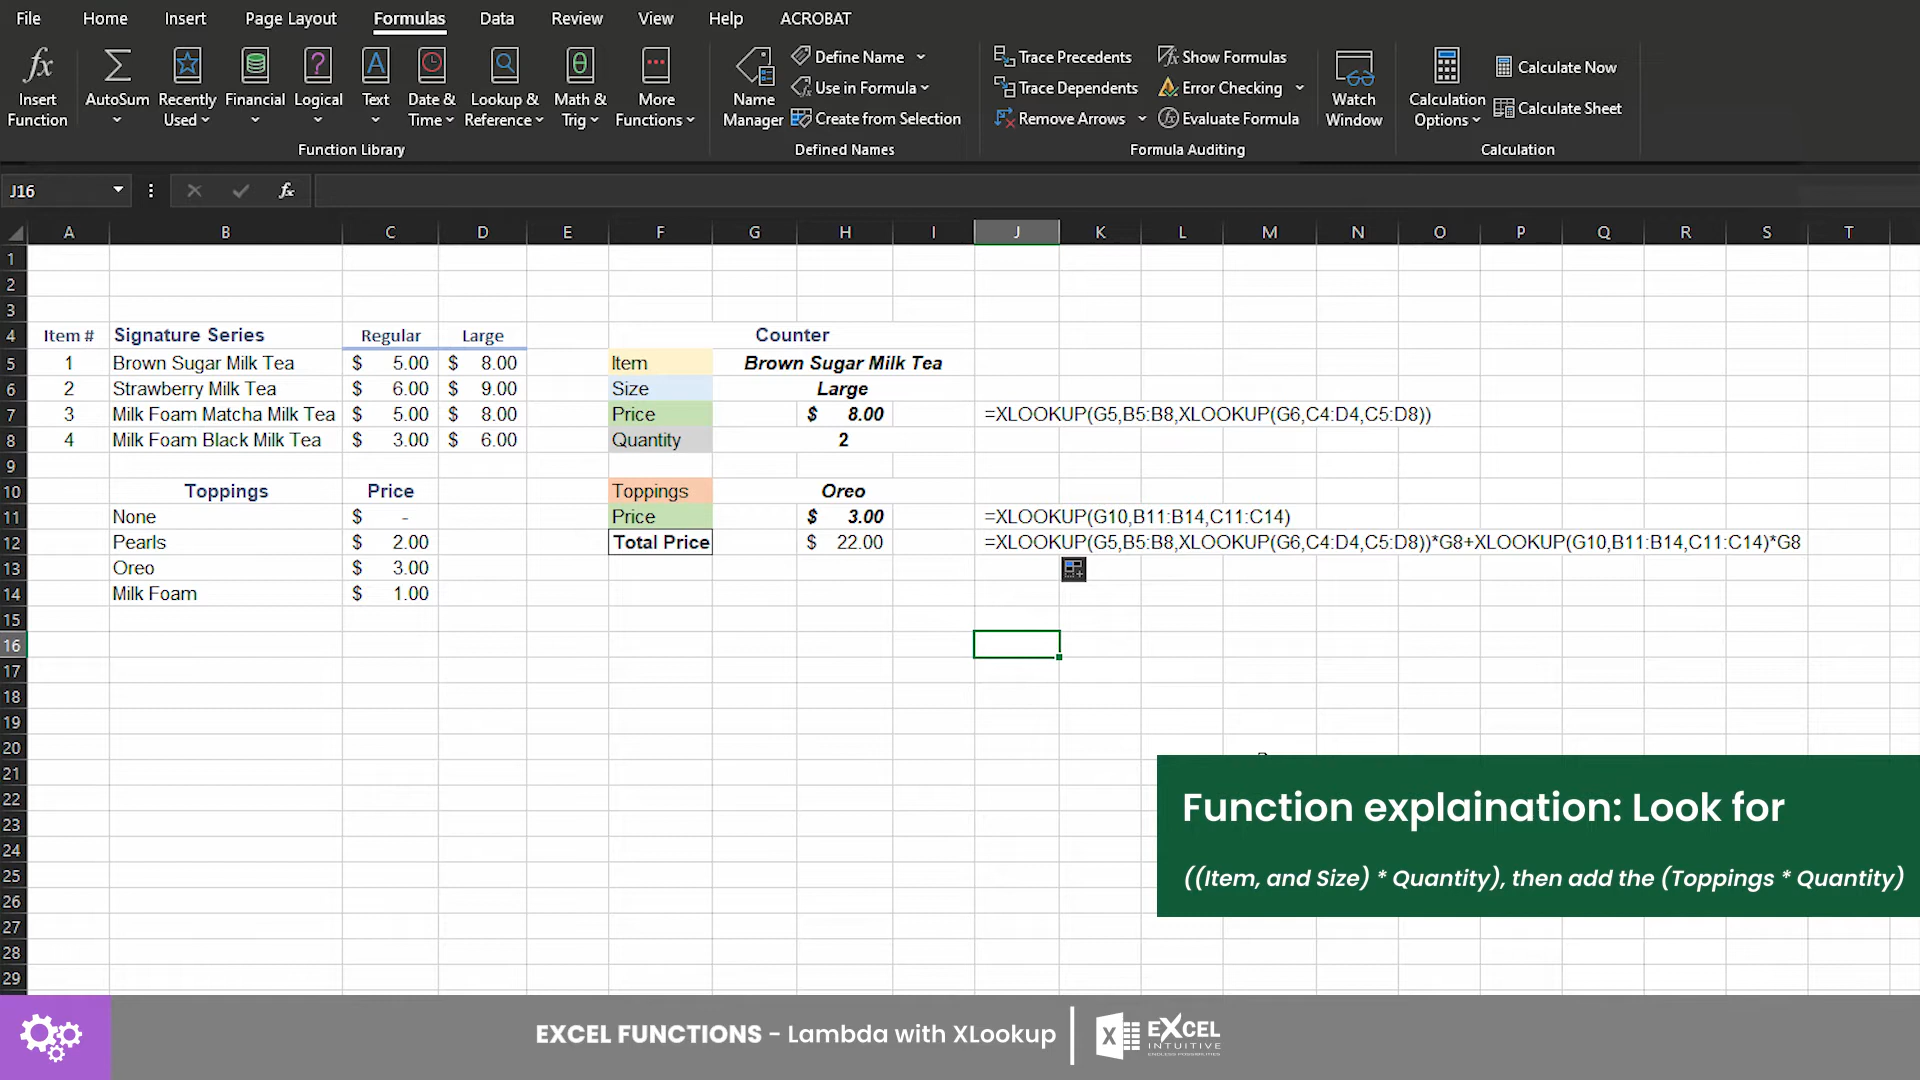 File Home Insert Page Layout Formulas Data Review View Help ACROBAT
Insert Function AutoSum Recently Used Financial Logical Text Date & Time Lookup & Reference Math & Trig More Functions
Function Library
Name Manager Define Name Use in Formula Create from Selection
Defined Names
Trace Precedents Show Formulas
Trace Dependents Error Checking
Remove Arrows Evaluate Formula
Watch Window
Formula Auditing
Calculation Options Calculate Now Calculate Sheet
Calculation
J16 fx
A B C D E F G H I J K L M N O P Q R S T
1
2
3
4 Item # Signature Series Regular Large Counter
5 1 Brown Sugar Milk Tea $ 5.00 $ 8.00 Item Brown Sugar Milk Tea
6 2 Strawberry Milk Tea $ 6.00 $ 9.00 Size Large
7 3 Milk Foam Matcha Milk Tea $ 5.00 $ 8.00 Price $ 8.00 =XLOOKUP(G5,B5:B8,XLOOKUP(G6,C4:D4,C5:D8))
8 4 Milk Foam Black Milk Tea $ 3.00 $ 6.00 Quantity 2
9
10 Toppings Price Toppings Oreo
11 None $ - Price $ 3.00 =XLOOKUP(G10,B11:B14,C11:C14)
12 Pearls $ 2.00 Total Price $ 22.00 =XLOOKUP(G5,B5:B8,XLOOKUP(G6,C4:D4,C5:D8))*G8+XLOOKUP(G10,B11:B14,C11:C14)*G8
13 Oreo $ 3.00
14 Milk Foam $ 1.00
15
16
17
18
19
20
21
22
23
24
25
26
27
28
29
Function explaination: Look for
((Item, and Size) * Quantity), then add the (Toppings * Quantity)
EXCEL FUNCTIONS - Lambda with XLookup
X EXCEL
INTUITIVE
ENDLESS POSSIBILITIES